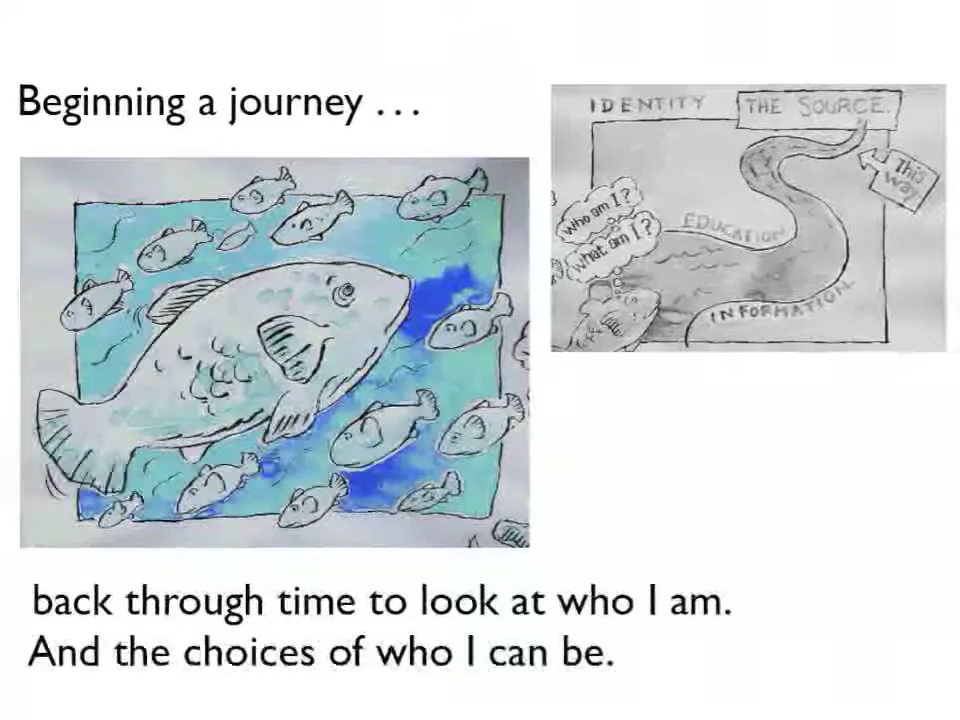 Beginning a journey ...
IDENTITY
THE SOURCE.
This way
who am I?
what am I?
EDUCATION
INFORMATION.
back through time to look at who I am.
And the choices of who I can be.